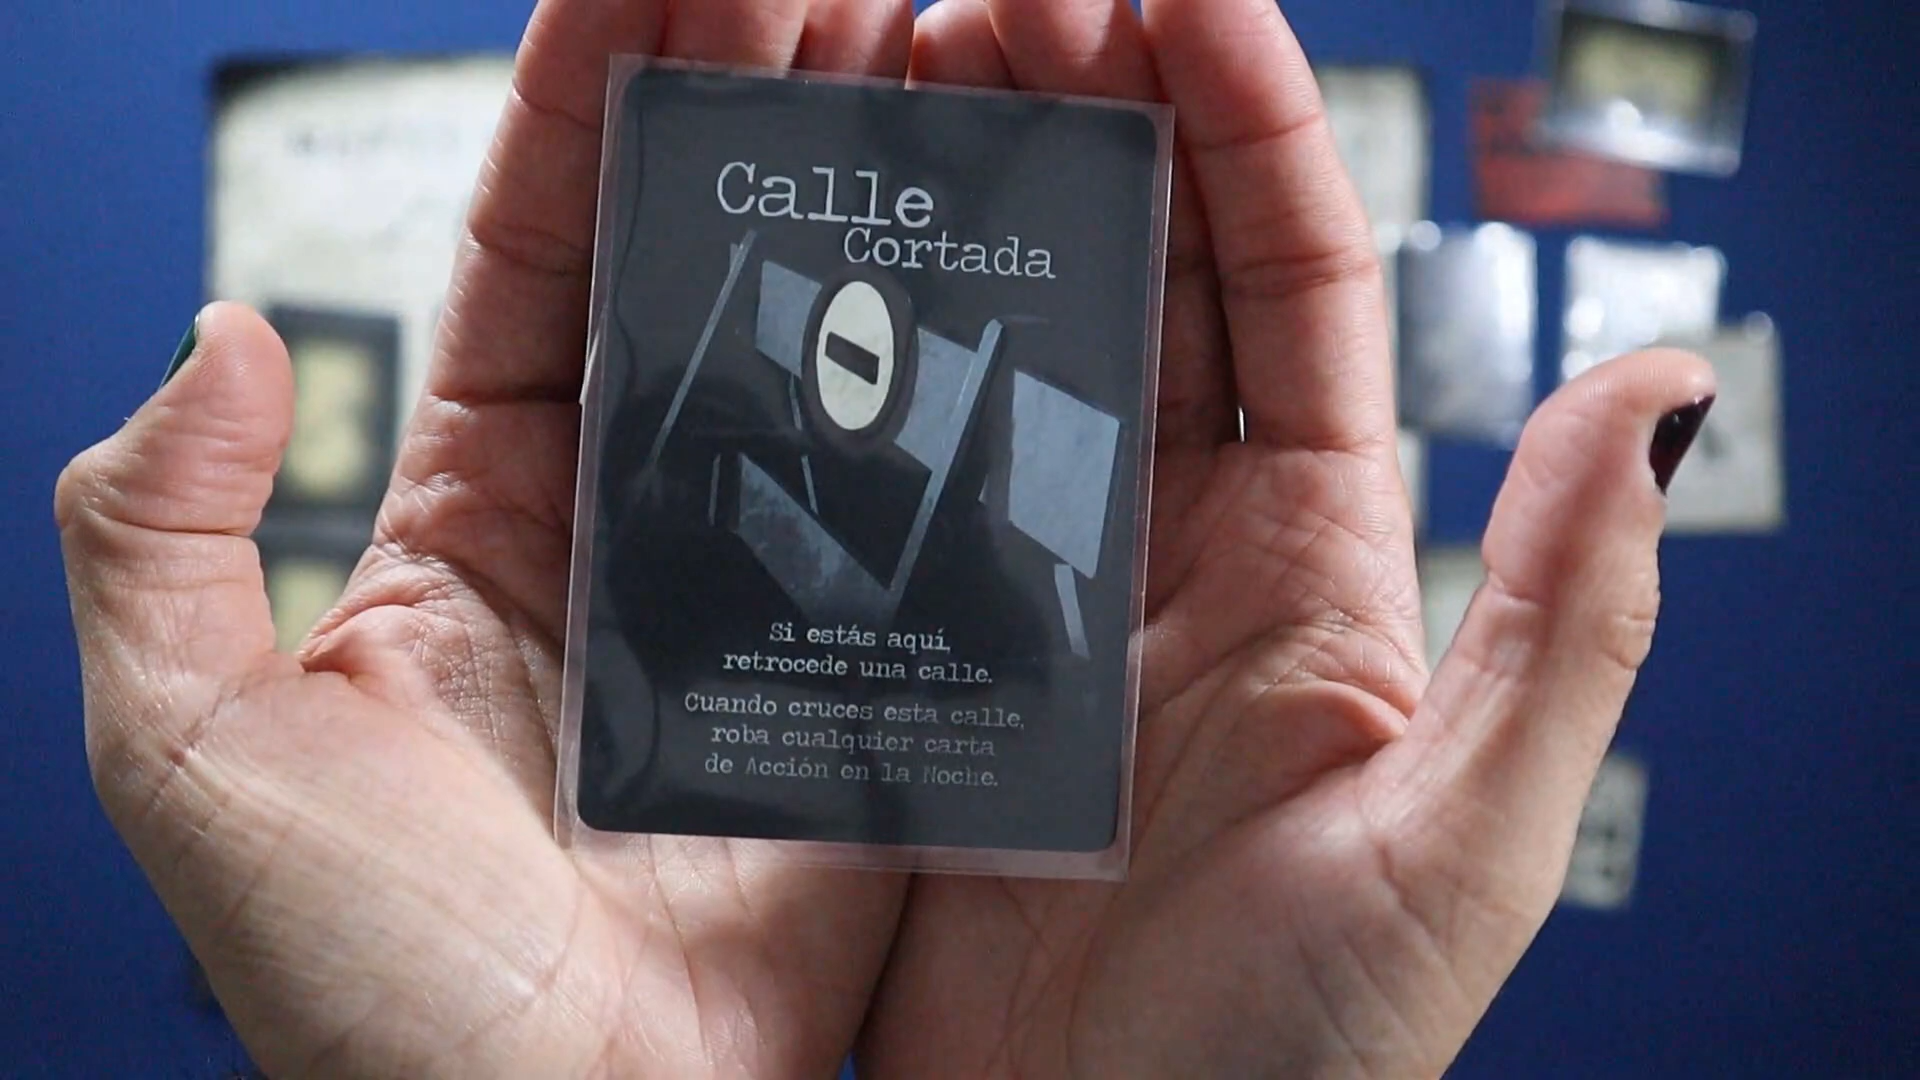 Calle
Cortada
Si estás aquí,
retrocede una calle.
Cuando cruces esta calle,
roba cualquier carta
de Acción en la Noche.